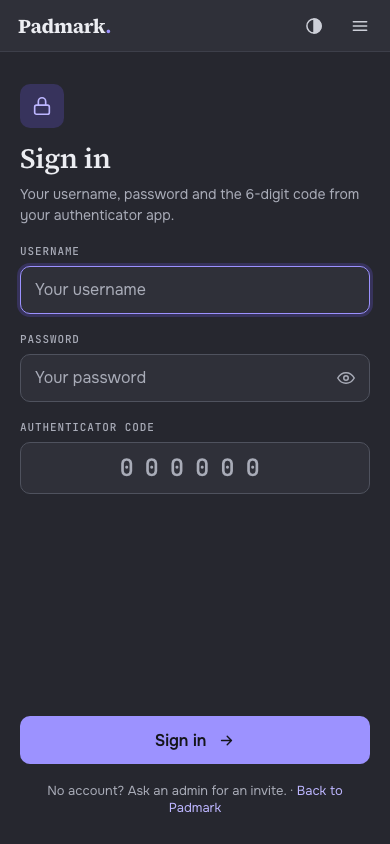 Padmark.
Sign in
Your username, password and the 6-digit code from
your authenticator app.
USERNAME
Your username
PASSWORD
Your password
AUTHENTICATOR CODE
000000
Sign in →
No account? Ask an admin for an invite. · Back to
Padmark